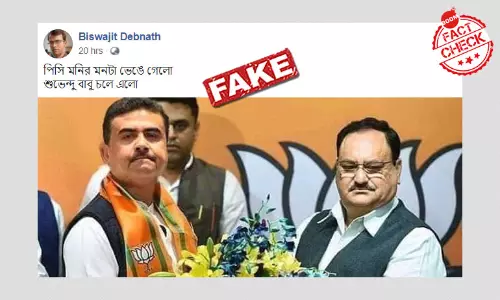 Biswajit Debnath
20 hrs ·
পিসি মনির মনটা ভেঙে গেলো
শুভেন্দু বাবু চলে এলো
FAKE
BOOM
FACT
CHECK